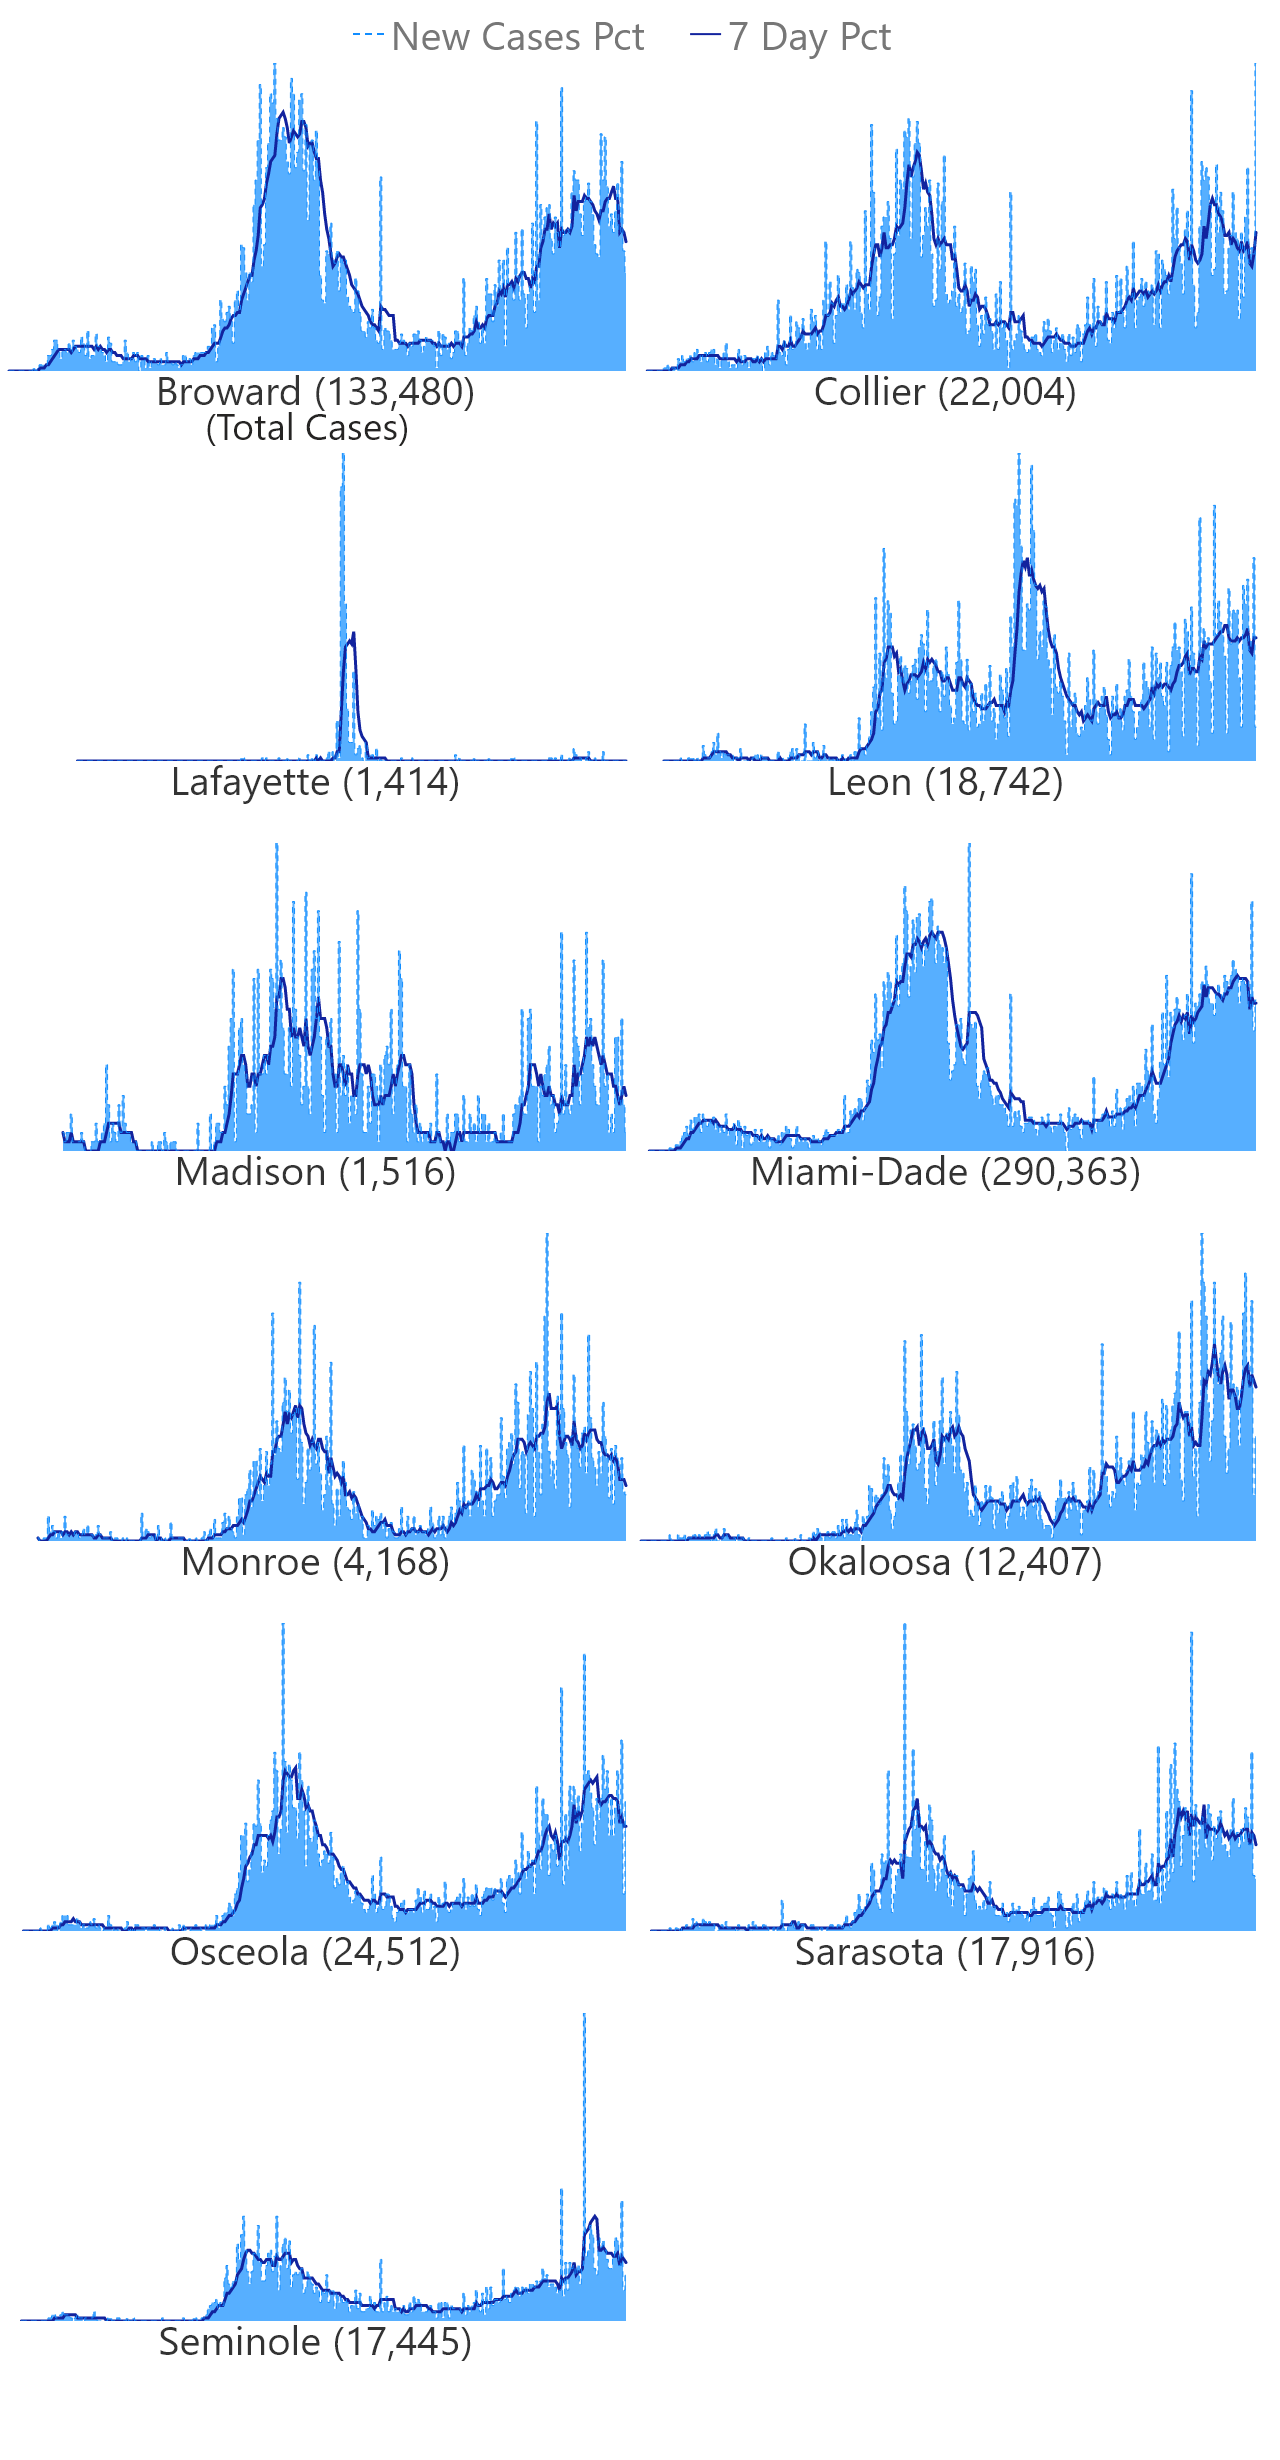 New Cases Pct 7 Day Pct
Broward (133,480) Collier (22,004)
(Total Cases)
Lafayette (1,414) Leon (18,742)
Madison (1,516) Miami-Dade (290,363)
Monroe (4,168) Okaloosa (12,407)
Osceola (24,512) Sarasota (17,916)
Seminole (17,445)